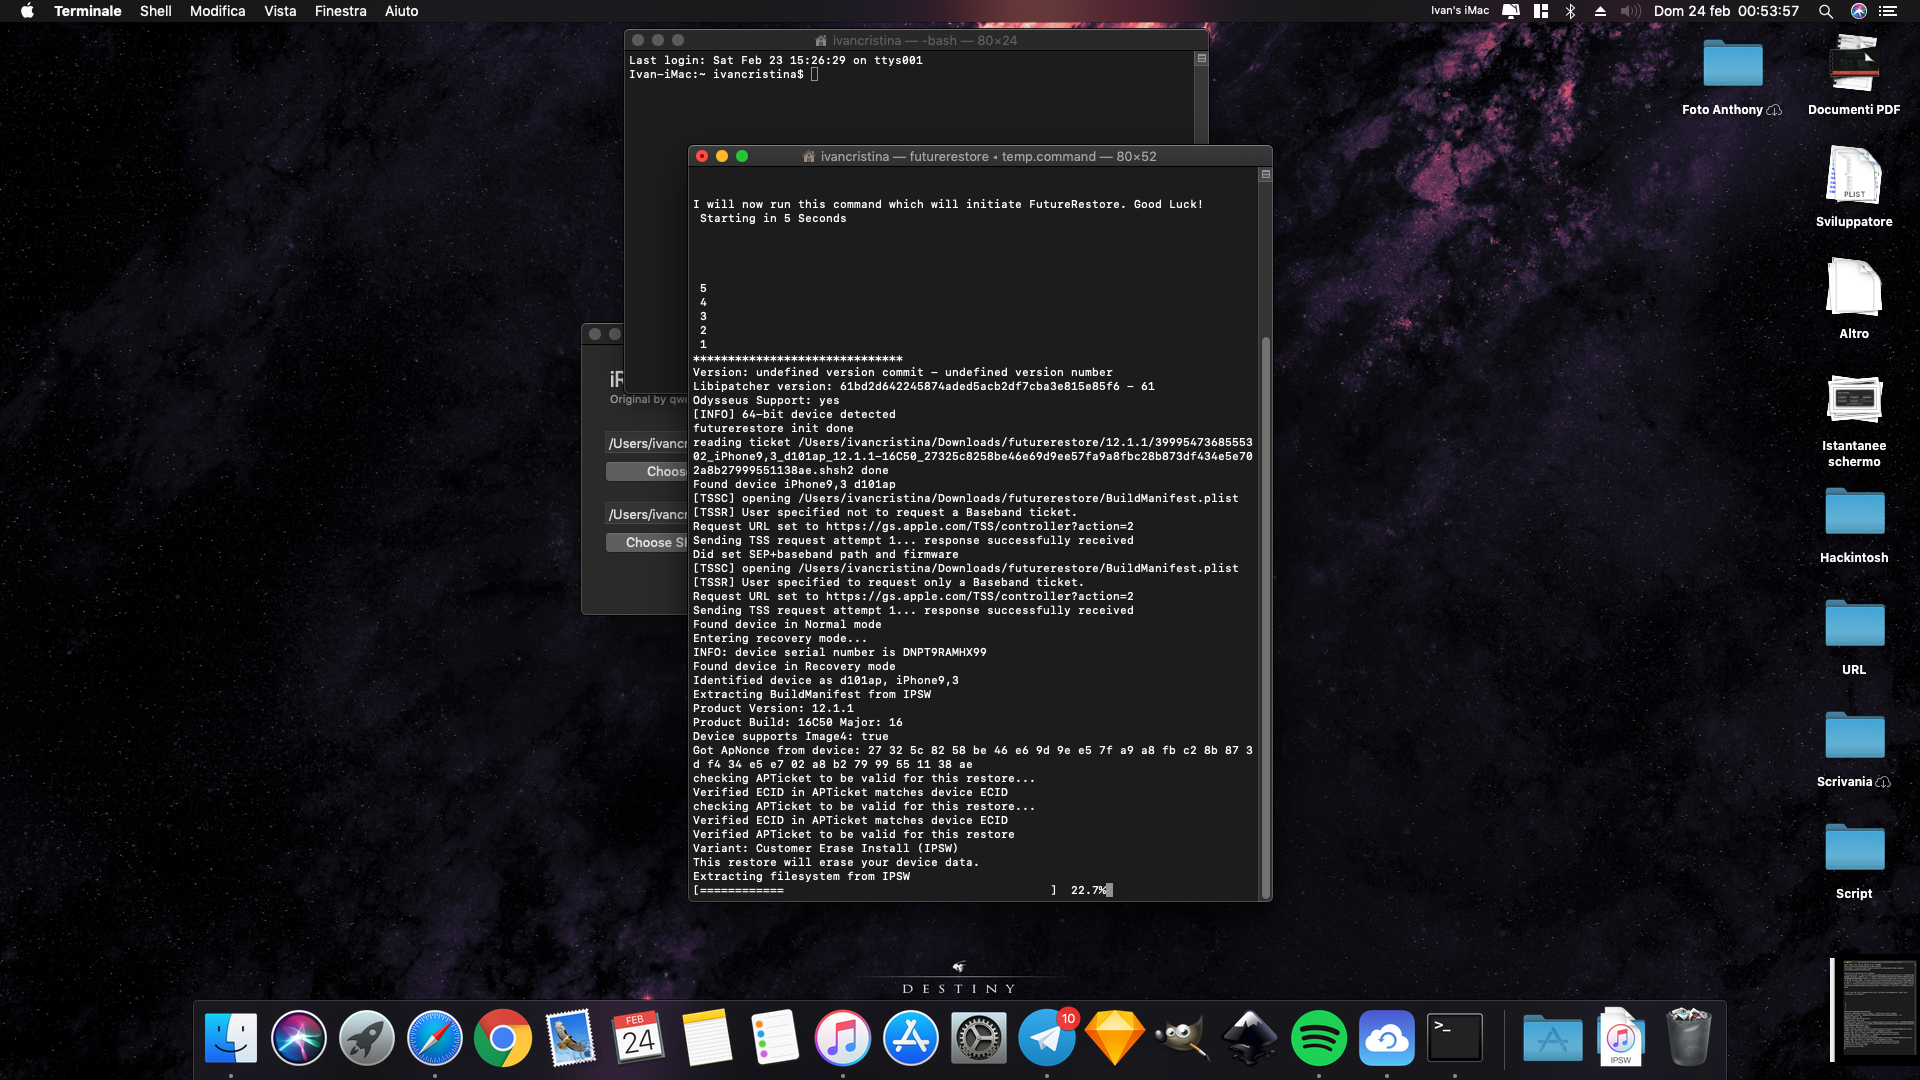 Terminale Shell Modifica Vista Finestra Aiuto
Ivan's iMac Dom 24 feb 00:53:57
ivancristina — -bash — 80×24
Last login: Sat Feb 23 15:26:29 on ttys001
Ivan-iMac:~ ivancristina$
ivancristina — futurerestore ◂ temp.command — 80×52
I will now run this command which will initiate FutureRestore. Good Luck!
Starting in 5 Seconds
5
4
3
2
1
******************************
Version: undefined version commit - undefined version number
Libipatcher version: 61bd2d642245874aded5acb2df7cba3e815e85f6 - 61
Odysseus Support: yes
[INFO] 64-bit device detected
futurerestore init done
reading ticket /Users/ivancristina/Downloads/futurerestore/12.1.1/39995473685553
02_iPhone9,3_d101ap_12.1.1-16C50_27325c8258be46e69d9ee57fa9a8fbc28b873df434e5e70
2a8b27999551138ae.shsh2 done
Found device iPhone9,3 d101ap
[TSSC] opening /Users/ivancristina/Downloads/futurerestore/BuildManifest.plist
[TSSR] User specified not to request a Baseband ticket.
Request URL set to https://gs.apple.com/TSS/controller?action=2
Sending TSS request attempt 1... response successfully received
Did set SEP+baseband path and firmware
[TSSC] opening /Users/ivancristina/Downloads/futurerestore/BuildManifest.plist
[TSSR] User specified to request only a Baseband ticket.
Request URL set to https://gs.apple.com/TSS/controller?action=2
Sending TSS request attempt 1... response successfully received
Found device in Normal mode
Entering recovery mode...
INFO: device serial number is DNPT9RAMHX99
Found device in Recovery mode
Identified device as d101ap, iPhone9,3
Extracting BuildManifest from IPSW
Product Version: 12.1.1
Product Build: 16C50 Major: 16
Device supports Image4: true
Got ApNonce from device: 27 32 5c 82 58 be 46 e6 9d 9e e5 7f a9 a8 fb c2 8b 87 3
d f4 34 e5 e7 02 a8 b2 79 99 55 11 38 ae
checking APTicket to be valid for this restore...
Verified ECID in APTicket matches device ECID
checking APTicket to be valid for this restore...
Verified ECID in APTicket matches device ECID
Verified APTicket to be valid for this restore
Variant: Customer Erase Install (IPSW)
This restore will erase your device data.
Extracting filesystem from IPSW
[============ ] 22.7%
iR
Original by qwe
/Users/ivancr
Choos
/Users/ivancr
Choose S
Foto Anthony
Documenti PDF
PLIST
Sviluppatore
Altro
Istantanee
schermo
Hackintosh
URL
Scrivania
Script
DESTINY
FEB
24
10
>_
IPSW